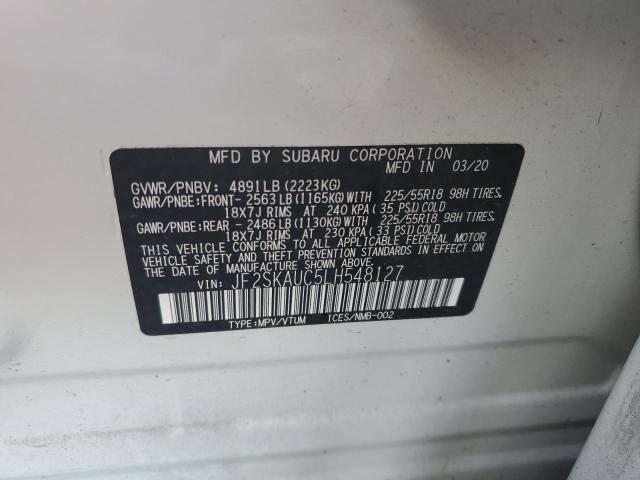 MFD BY SUBARU CORPORATION
MFD IN 03/20
GVWR/PNBV: 4891LB (2223KG)
GAWR/PNBE:FRONT- 2563LB (1165KG) WITH 225/55R18 98H TIRES,
18X7J RIMS AT 240 KPA (35 PSI) COLD
GAWR/PNBE:REAR - 2486LB (1130KG) WITH 225/55R18 98H TIRES,
18X7J RIMS AT 230 KPA (33 PSI) COLD
THIS VEHICLE CONFORMS TO ALL APPLICABLE FEDERAL MOTOR
VEHICLE SAFETY AND THEFT PREVENTION STANDARDS IN EFFECT
ON THE DATE OF MANUFACTURE SHOWN ABOVE.
VIN: JF2SKAUC5LH548127
TYPE:MPV/VTUM ICES/NMB-002